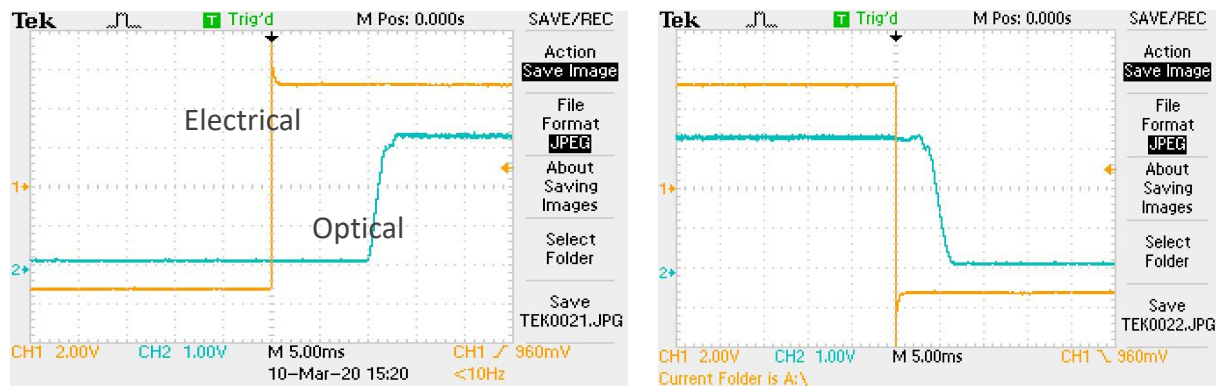 Tek Trig'd M Pos: 0.000s SAVE/REC
Action
Save Image
File
Format
JPEG
About
Saving
Images
Select
Folder
Save
TEK0021.JPG
Electrical
Optical
1
2
CH1 2.00V CH2 1.00V M 5.00ms CH1 960mV
10-Mar-20 15:20 <10Hz
Tek Trig'd M Pos: 0.000s SAVE/REC
Action
Save Image
File
Format
JPEG
About
Saving
Images
Select
Folder
Save
TEK0022.JPG
1
2
CH1 2.00V CH2 1.00V M 5.00ms CH1 960mV
Current Folder is A:\